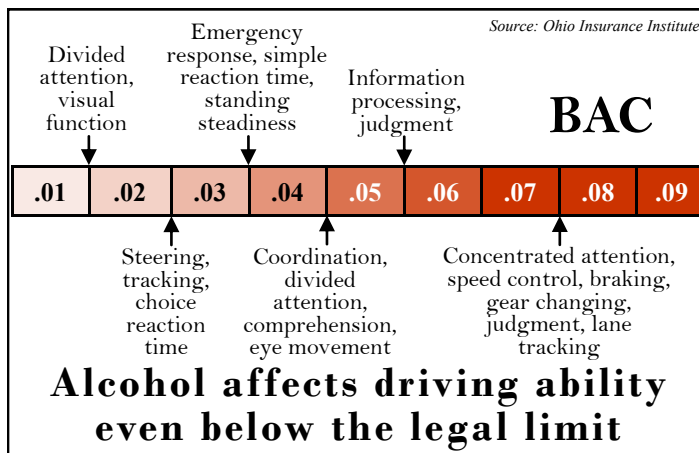 Source: Ohio Insurance Institute
Divided
attention,
visual
function
Emergency
response, simple
reaction time,
standing
steadiness
Information
processing,
judgment
BAC
.01 .02 .03 .04 .05 .06 .07 .08 .09
Steering,
tracking,
choice
reaction
time
Coordination,
divided
attention,
comprehension,
eye movement
Concentrated attention,
speed control, braking,
gear changing,
judgment, lane
tracking
Alcohol affects driving ability
even below the legal limit